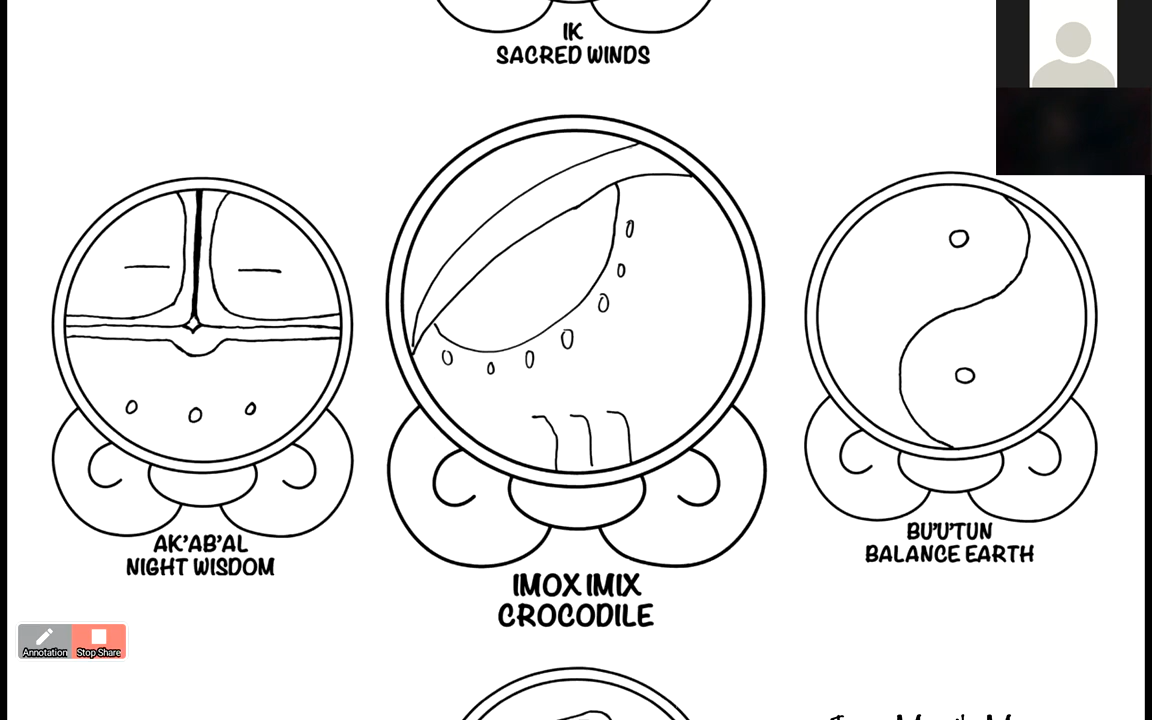 IK
SACRED WINDS
AK'AB'AL
NIGHT WISDOM
IMOX IMIX
CROCODILE
BU'U'TUN
BALANCE EARTH
Annotation
Stop Share